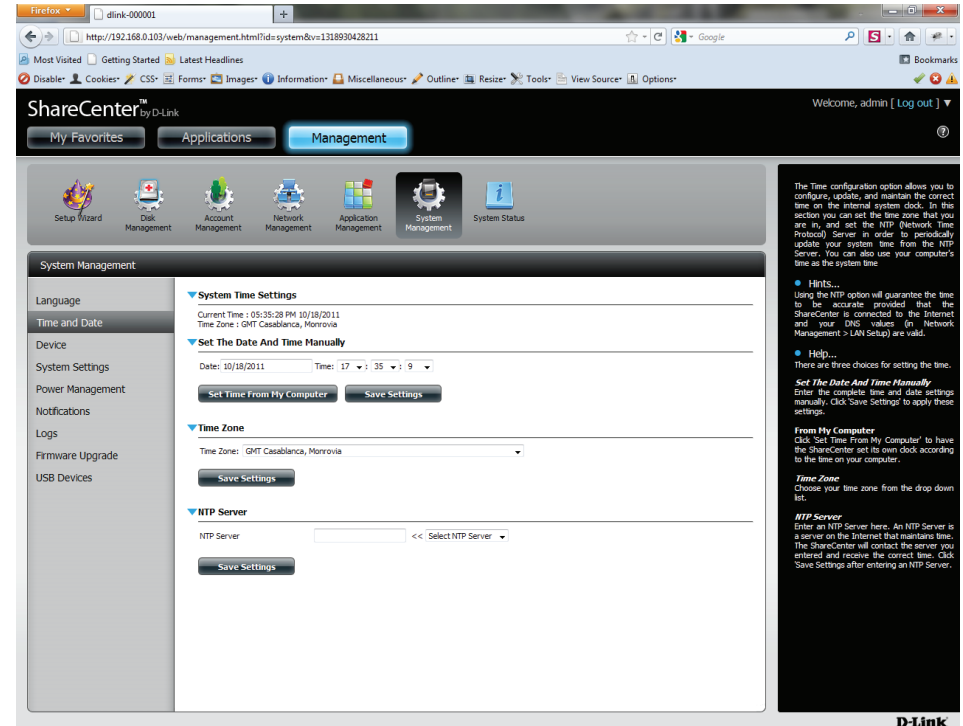 Firefox
dlink-000001
http://192.168.0.103/web/management.html?id=system&v=1318930428211
Google
Most Visited Getting Started Latest Headlines
Bookmarks
Disable Cookies CSS Forms Images Information Miscellaneous Outline Resize Tools View Source Options
ShareCenter™ by D-Link
Welcome, admin [ Log out ] ▼
My Favorites
Applications
Management
?
Setup Wizard
Disk Management
Account Management
Network Management
Application Management
System Management
System Status
System Management
Language
Time and Date
Device
System Settings
Power Management
Notifications
Logs
Firmware Upgrade
USB Devices
System Time Settings
Current Time : 05:35:28 PM 10/18/2011
Time Zone : GMT Casablanca, Monrovia
Set The Date And Time Manually
Date: 10/18/2011 Time: 17 : 35 : 9
Set Time From My Computer Save Settings
Time Zone
Time Zone: GMT Casablanca, Monrovia
Save Settings
NTP Server
NTP Server << Select NTP Server
Save Settings
The Time configuration option allows you to
configure, update, and maintain the correct
time on the internal system clock. In this
section you can set the time zone that you
are in, and set the NTP (Network Time
Protocol) Server in order to periodically
update your system time from the NTP
Server. You can also use your computer's
time as the system time
Hints...
Using the NTP option will guarantee the time
to be accurate provided that the
ShareCenter is connected to the Internet
and your DNS values (in Network
Management > LAN Setup) are valid.
Help...
There are three choices for setting the time.
Set The Date And Time Manually
Enter the complete time and date settings
manually. Click 'Save Settings' to apply these
settings.
From My Computer
Click 'Set Time From My Computer' to have
the ShareCenter set its own clock according
to the time on your computer.
Time Zone
Choose your time zone from the drop down
list.
NTP Server
Enter an NTP Server here. An NTP Server is
a server on the Internet that maintains time.
The ShareCenter will contact the server you
entered and receive the correct time. Click
'Save Settings after entering an NTP Server.
D-Link